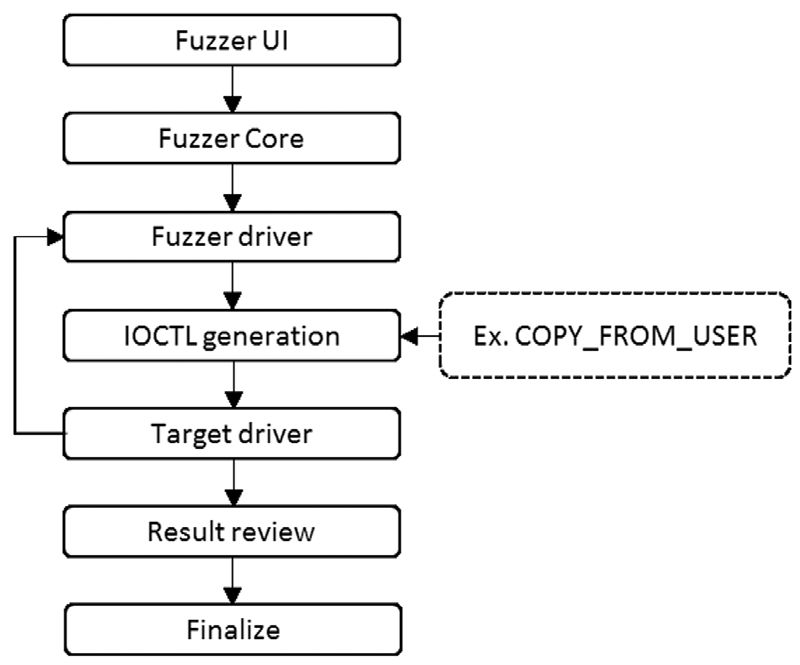 Fuzzer UI
Fuzzer Core
Fuzzer driver
IOCTL generation
Ex. COPY_FROM_USER
Target driver
Result review
Finalize